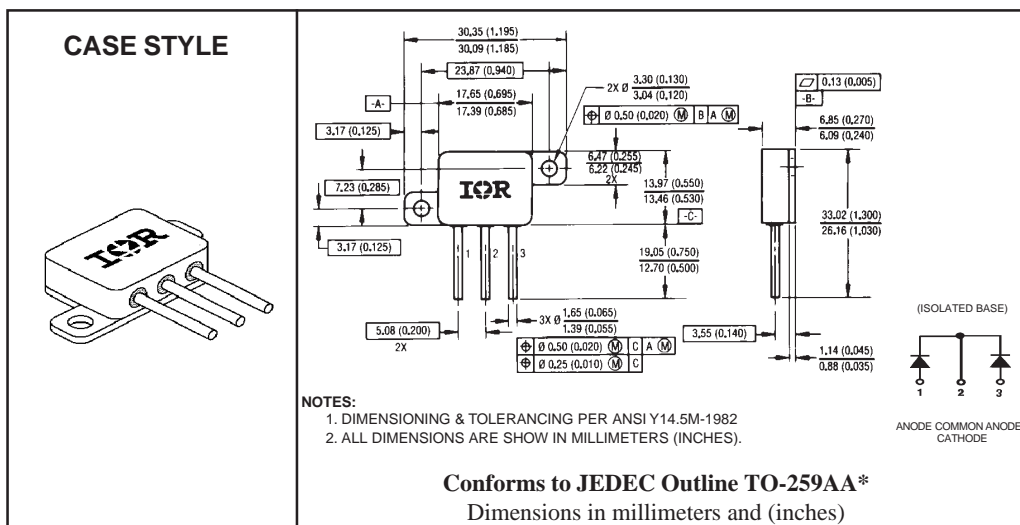 CASE STYLE
IOR
30.35 (1.195)
30.09 (1.185)
23.87 (0.940)
-A-
17.65 (0.695)
17.39 (0.685)
2X Ø 3.30 (0.130)
3.04 (0.120)
⌖ Ø 0.50 (0.020) Ⓜ B A Ⓜ
3.17 (0.125)
6.47 (0.255)
6.22 (0.245)
2X
7.23 (0.285)
IOR
13.97 (0.550)
13.46 (0.530)
-C-
3.17 (0.125)
1 2 3
19.05 (0.750)
12.70 (0.500)
5.08 (0.200)
2X
3X Ø 1.65 (0.065)
1.39 (0.055)
⌖ Ø 0.50 (0.020) Ⓜ C A Ⓜ
⌖ Ø 0.25 (0.010) Ⓜ C
⏥ 0.13 (0.005)
-B-
6.85 (0.270)
6.09 (0.240)
33.02 (1.300)
26.16 (1.030)
3.55 (0.140)
1.14 (0.045)
0.88 (0.035)
(ISOLATED BASE)
1 2 3
ANODE COMMON ANODE
CATHODE
NOTES:
1. DIMENSIONING & TOLERANCING PER ANSI Y14.5M-1982
2. ALL DIMENSIONS ARE SHOW IN MILLIMETERS (INCHES).
Conforms to JEDEC Outline TO-259AA*
Dimensions in millimeters and (inches)